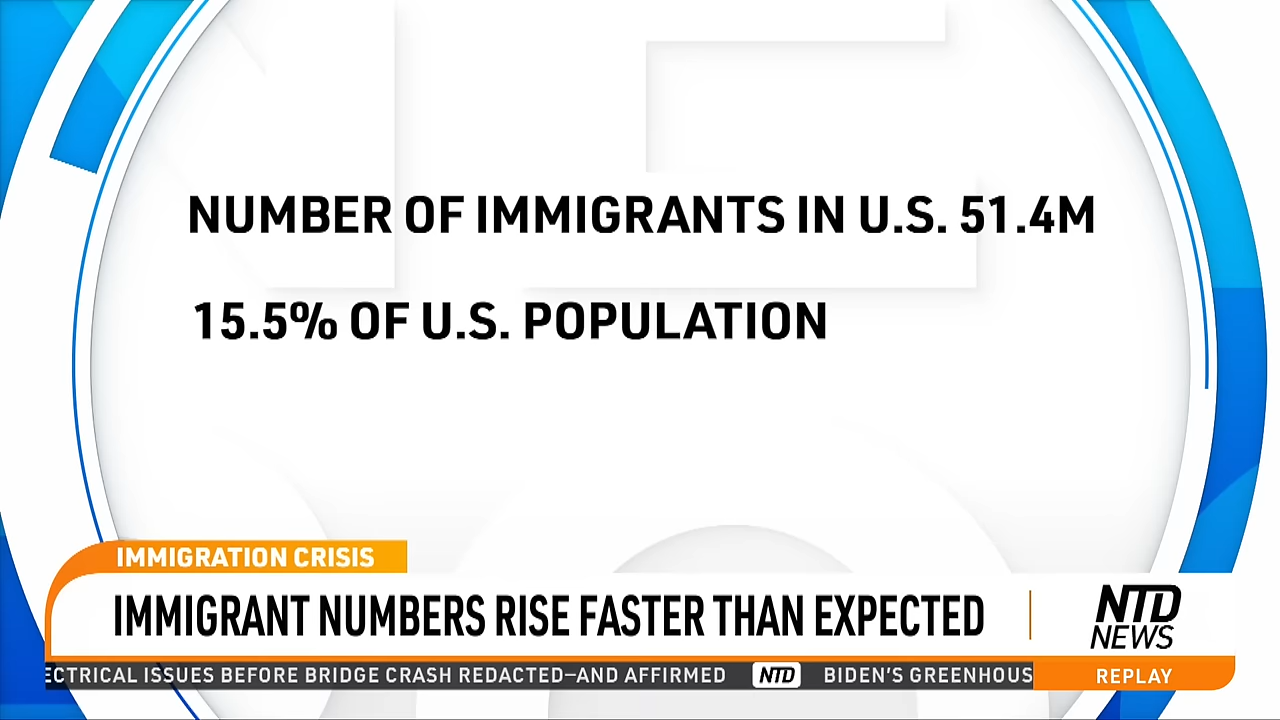 NUMBER OF IMMIGRANTS IN U.S. 51.4M
15.5% OF U.S. POPULATION
IMMIGRATION CRISIS
IMMIGRANT NUMBERS RISE FASTER THAN EXPECTED
NTD
NEWS
ECTRICAL ISSUES BEFORE BRIDGE CRASH REDACTED—AND AFFIRMED NTD BIDEN'S GREENHOUS
REPLAY